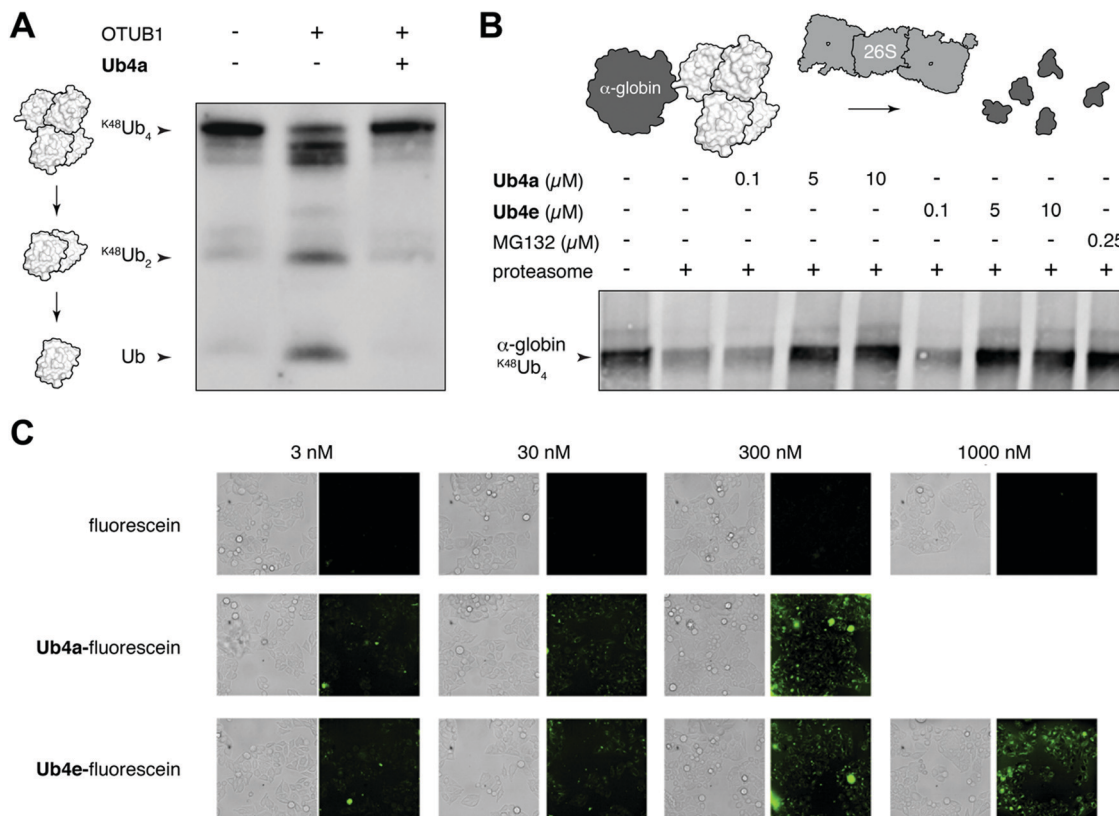 A
OTUB1 - + +
Ub4a - - +
K48Ub4
K48Ub2
Ub
B
α-globin
26S
Ub4a (µM) - - 0.1 5 10 - - - -
Ub4e (µM) - - - - - 0.1 5 10 -
MG132 (µM) - - - - - - - - 0.25
proteasome - + + + + + + + +
α-globin
K48Ub4
C
3 nM 30 nM 300 nM 1000 nM
fluorescein
Ub4a-fluorescein
Ub4e-fluorescein